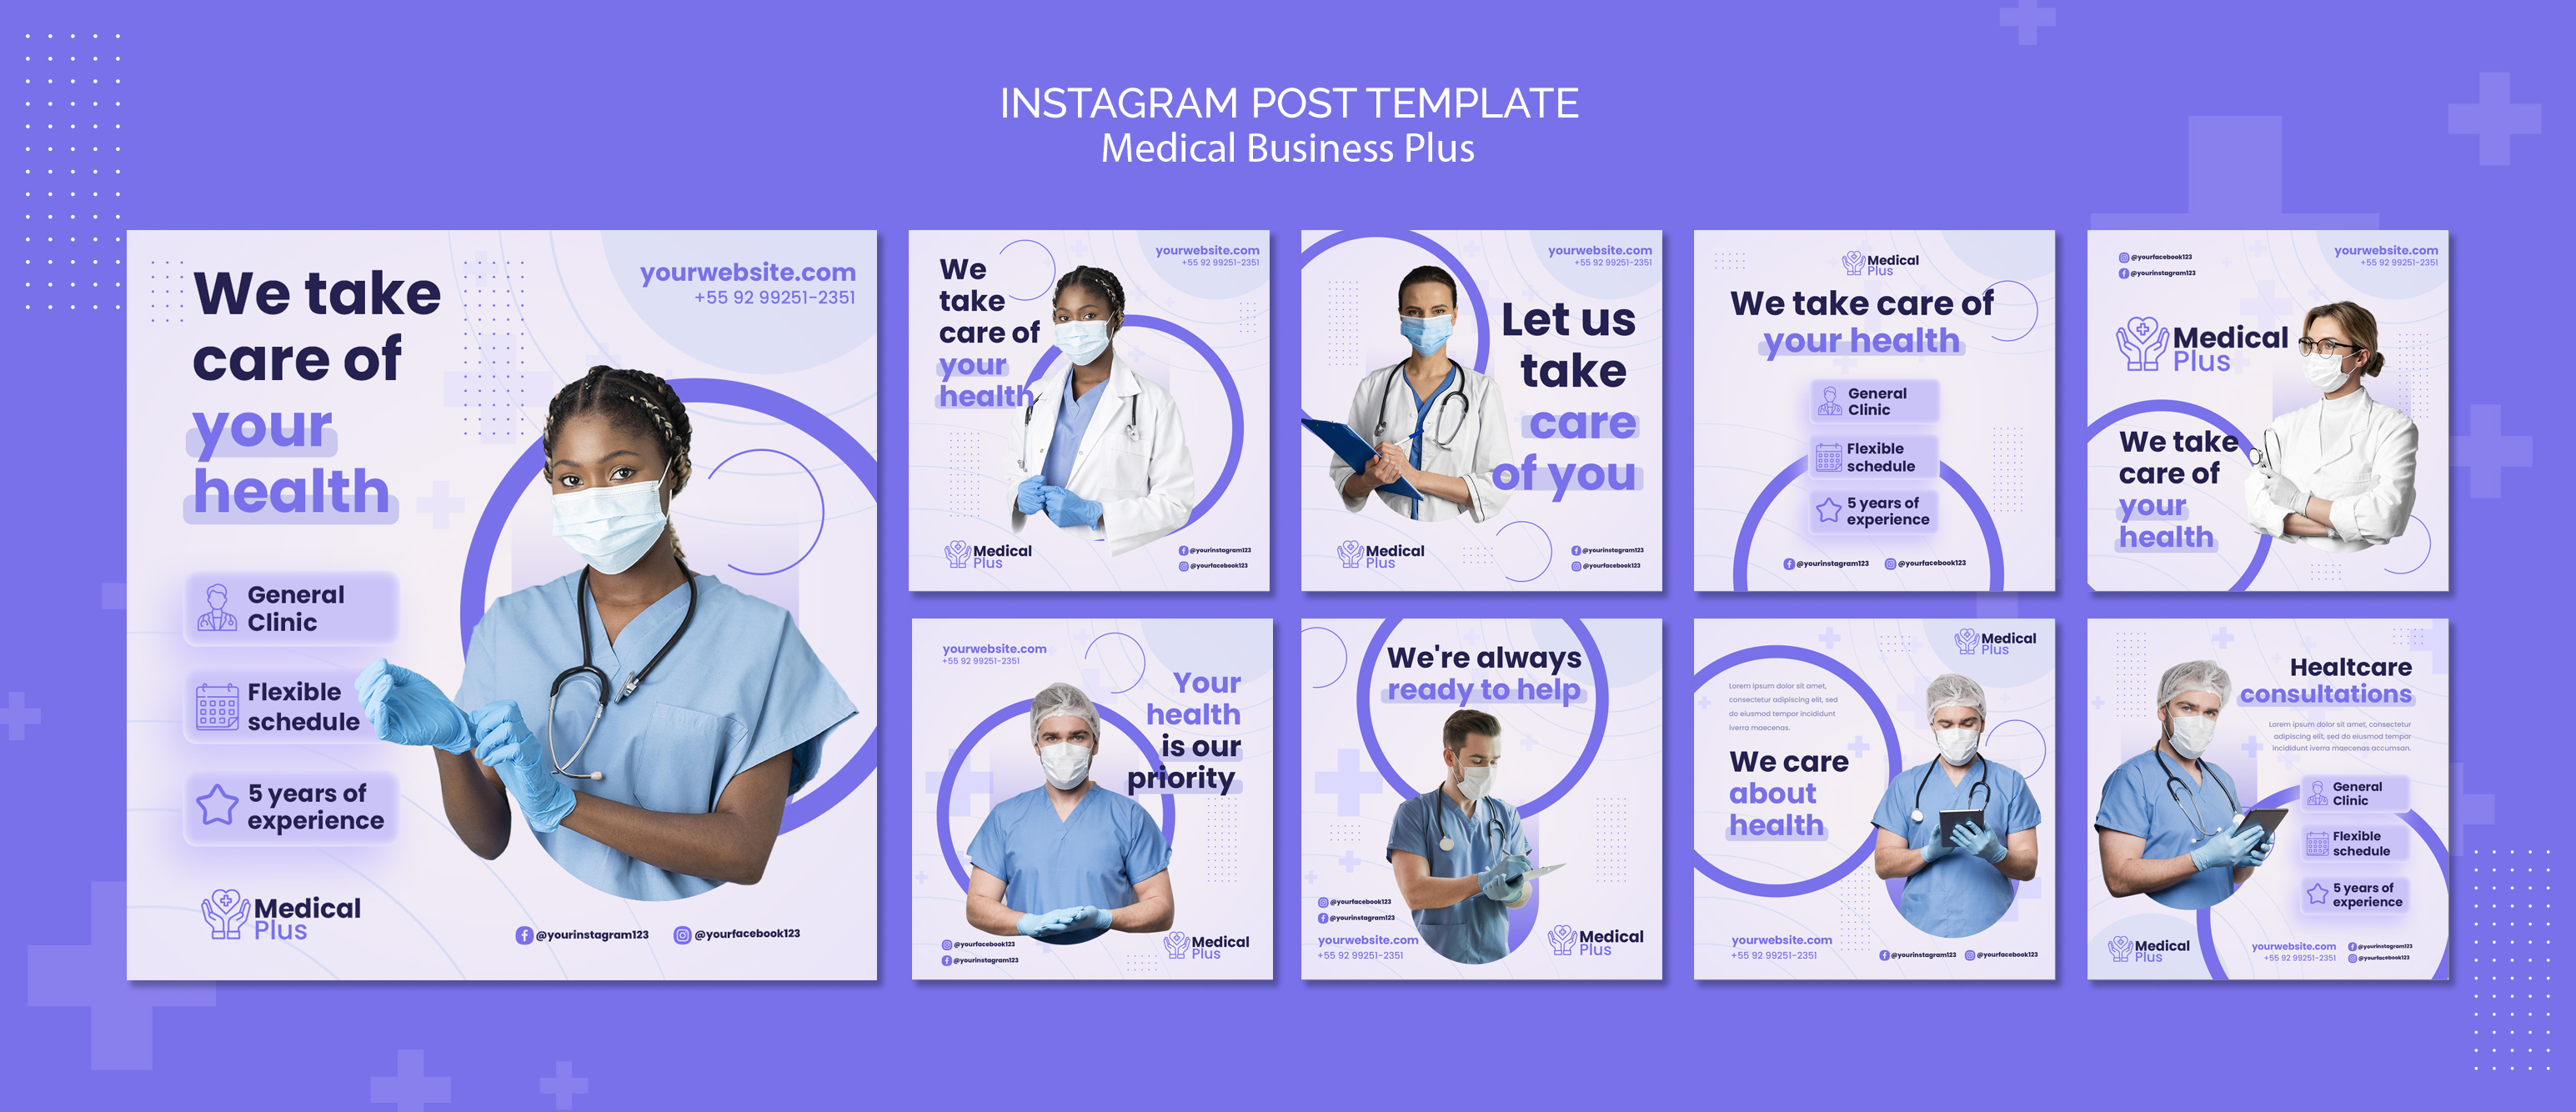 INSTAGRAM POST TEMPLATE
Medical Business Plus
We take
care of
your
health
yourwebsite.com
+55 92 99251-2351
General
Clinic
Flexible
schedule
5 years of
experience
Medical
Plus
@yourinstagram123
@yourfacebook123
We
take
care of
your
health
yourwebsite.com
+55 92 99251-2351
Medical
Plus
@yourinstagram123
@yourfacebook123
yourwebsite.com
+55 92 99251-2351
Let us
take
care
of you
Medical
Plus
@yourinstagram123
@yourfacebook123
Medical
Plus
We take care of
your health
General
Clinic
Flexible
schedule
5 years of
experience
@yourinstagram123
@yourfacebook123
@yourfacebook123
@yourinstagram123
yourwebsite.com
+55 92 99251-2351
Medical
Plus
We take
care of
your
health
yourwebsite.com
+55 92 99251-2351
Your
health
is our
priority
@yourfacebook123
@yourinstagram123
Medical
Plus
We're always
ready to help
@yourfacebook123
@yourinstagram123
yourwebsite.com
+55 92 99251-2351
Medical
Plus
Medical
Plus
Lorem ipsum dolor sit amet,
consectetur adipiscing elit, sed
do eiusmod tempor incididunt
iverra maecenas.
We care
about
health
yourwebsite.com
+55 92 99251-2351
@yourinstagram123
@yourfacebook123
Healtcare
consultations
Lorem ipsum dolor sit amet, consectetur
adipiscing elit, sed do eiusmod tempor
incididunt iverra maecenas accumsan.
General
Clinic
Flexible
schedule
5 years of
experience
Medical
Plus
yourwebsite.com
+55 92 99251-2351
@yourinstagram123
@yourfacebook123